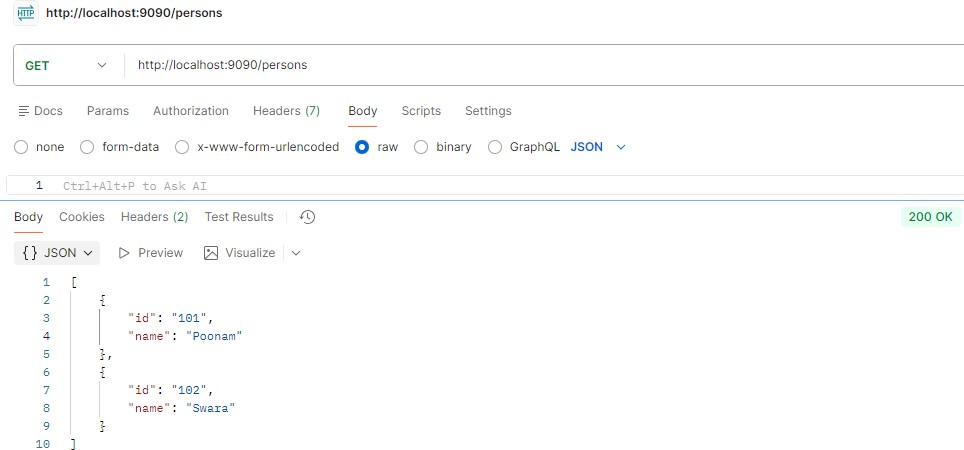 HTTP http://localhost:9090/persons
GET http://localhost:9090/persons
Docs Params Authorization Headers (7) Body Scripts Settings
none form-data x-www-form-urlencoded raw binary GraphQL JSON
1 Ctrl+Alt+P to Ask AI
Body Cookies Headers (2) Test Results 200 OK
{} JSON Preview Visualize
1 [
2 {
3 "id": "101",
4 "name": "Poonam"
5 },
6 {
7 "id": "102",
8 "name": "Swara"
9 }
10 ]